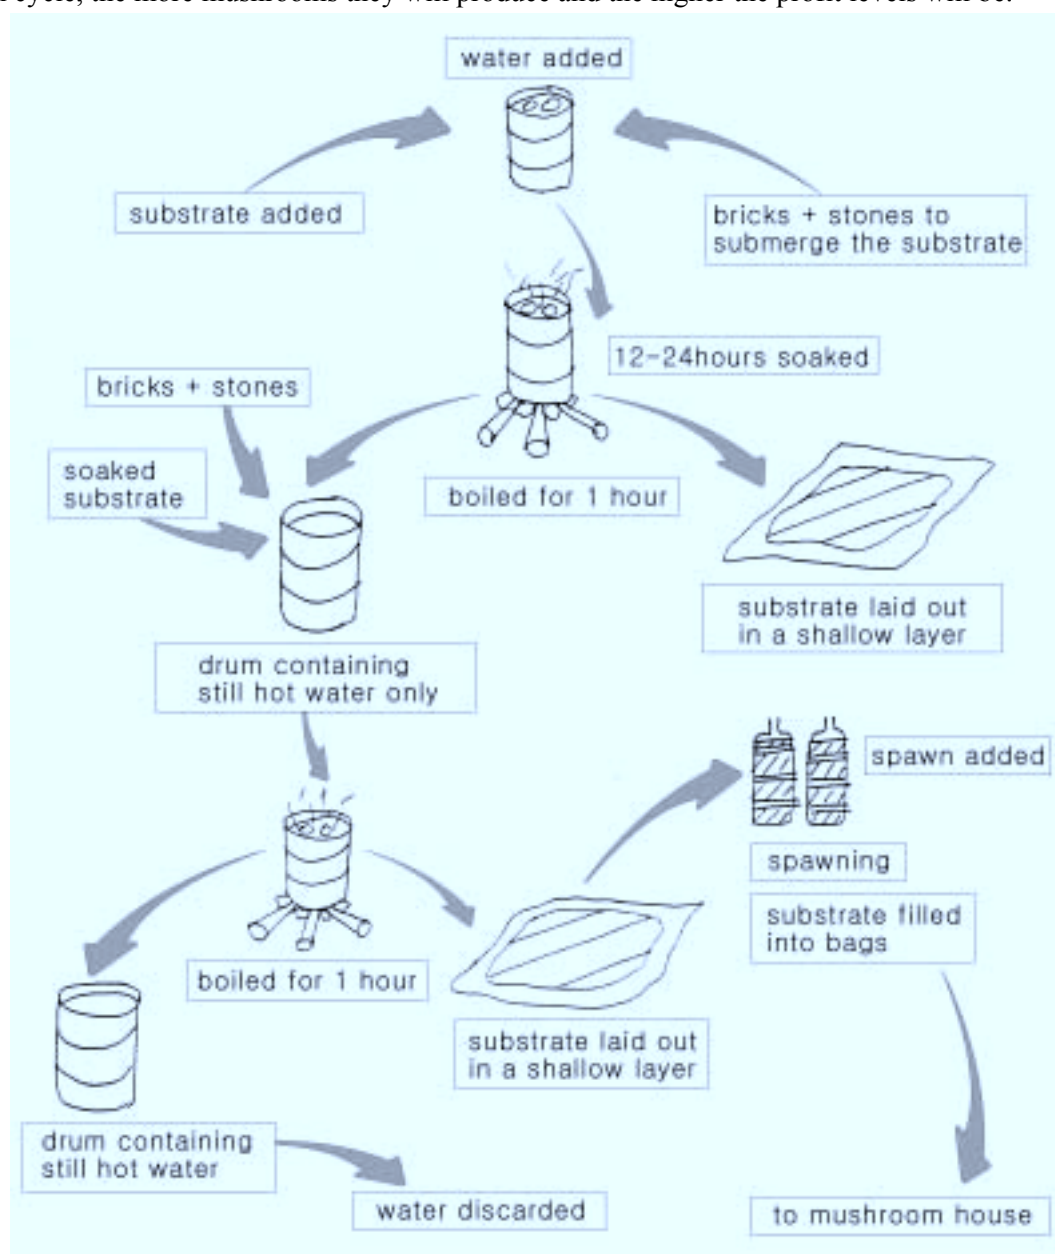 cycle, the more mushrooms they will produce and the higher the profit levels will be.
water added
substrate added
bricks + stones to
submerge the substrate
12-24hours soaked
bricks + stones
soaked
substrate
boiled for 1 hour
substrate laid out
in a shallow layer
drum containing
still hot water only
spawn added
spawning
substrate filled
into bags
boiled for 1 hour
substrate laid out
in a shallow layer
drum containing
still hot water
water discarded
to mushroom house